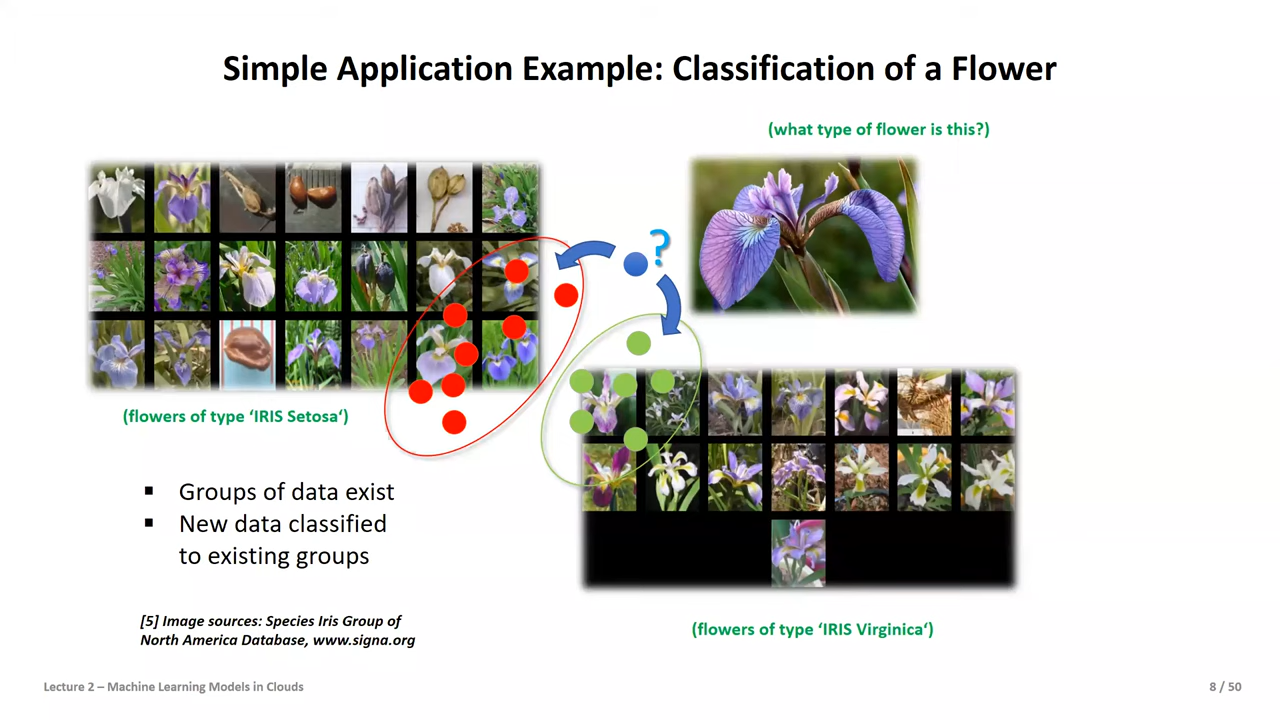 Simple Application Example: Classification of a Flower
(what type of flower is this?)
?
(flowers of type ‘IRIS Setosa‘)
▪ Groups of data exist
▪ New data classified
to existing groups
[5] Image sources: Species Iris Group of
North America Database, www.signa.org
(flowers of type ‘IRIS Virginica‘)
Lecture 2 – Machine Learning Models in Clouds
8 / 50